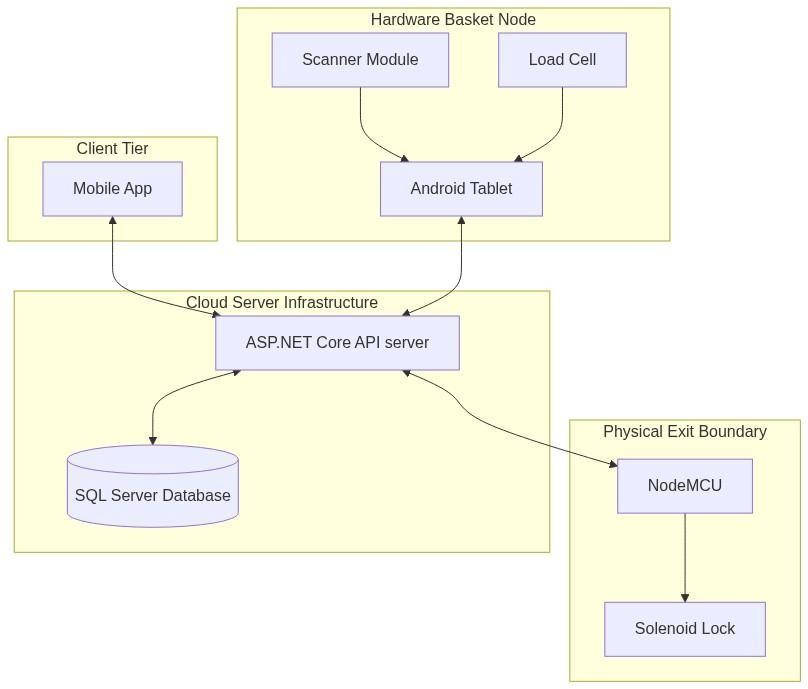 Hardware Basket Node
Scanner Module
Load Cell
Client Tier
Mobile App
Android Tablet
Cloud Server Infrastructure
ASP.NET Core API server
Physical Exit Boundary
SQL Server Database
NodeMCU
Solenoid Lock